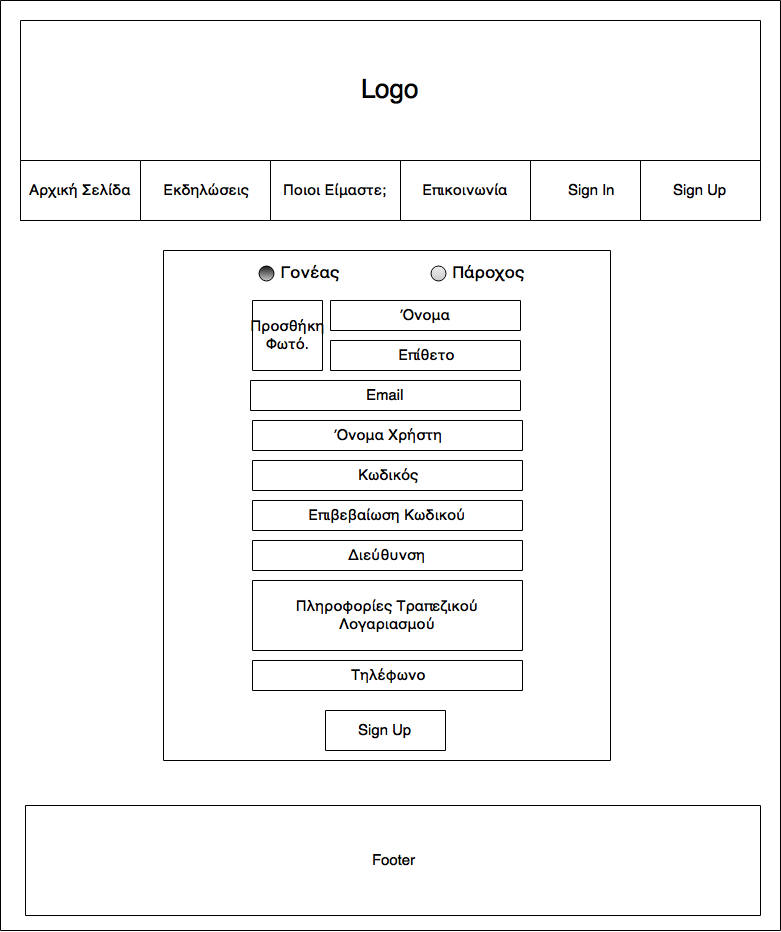 Logo
Αρχική Σελίδα
Εκδηλώσεις
Ποιοι Είμαστε;
Επικοινωνία
Sign In
Sign Up
Γονέας
Πάροχος
Προσθήκη
Φωτό.
Όνομα
Επίθετο
Email
Όνομα Χρήστη
Κωδικός
Επιβεβαίωση Κωδικού
Διεύθυνση
Πληροφορίες Τραπεζικού
Λογαριασμού
Τηλέφωνο
Sign Up
Footer